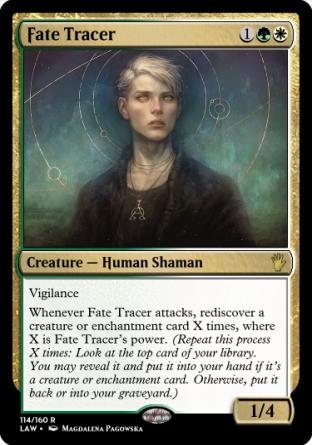 Fate Tracer 1
Creature — Human Shaman
Vigilance
Whenever Fate Tracer attacks, rediscover a
creature or enchantment card X times, where
X is Fate Tracer's power. (Repeat this process
X times: Look at the top card of your library.
You may reveal it and put it into your hand if it's
a creature or enchantment card. Otherwise, put it
back or into your graveyard.)
1/4
114/160 R
LAW • Magdalena Pagowska